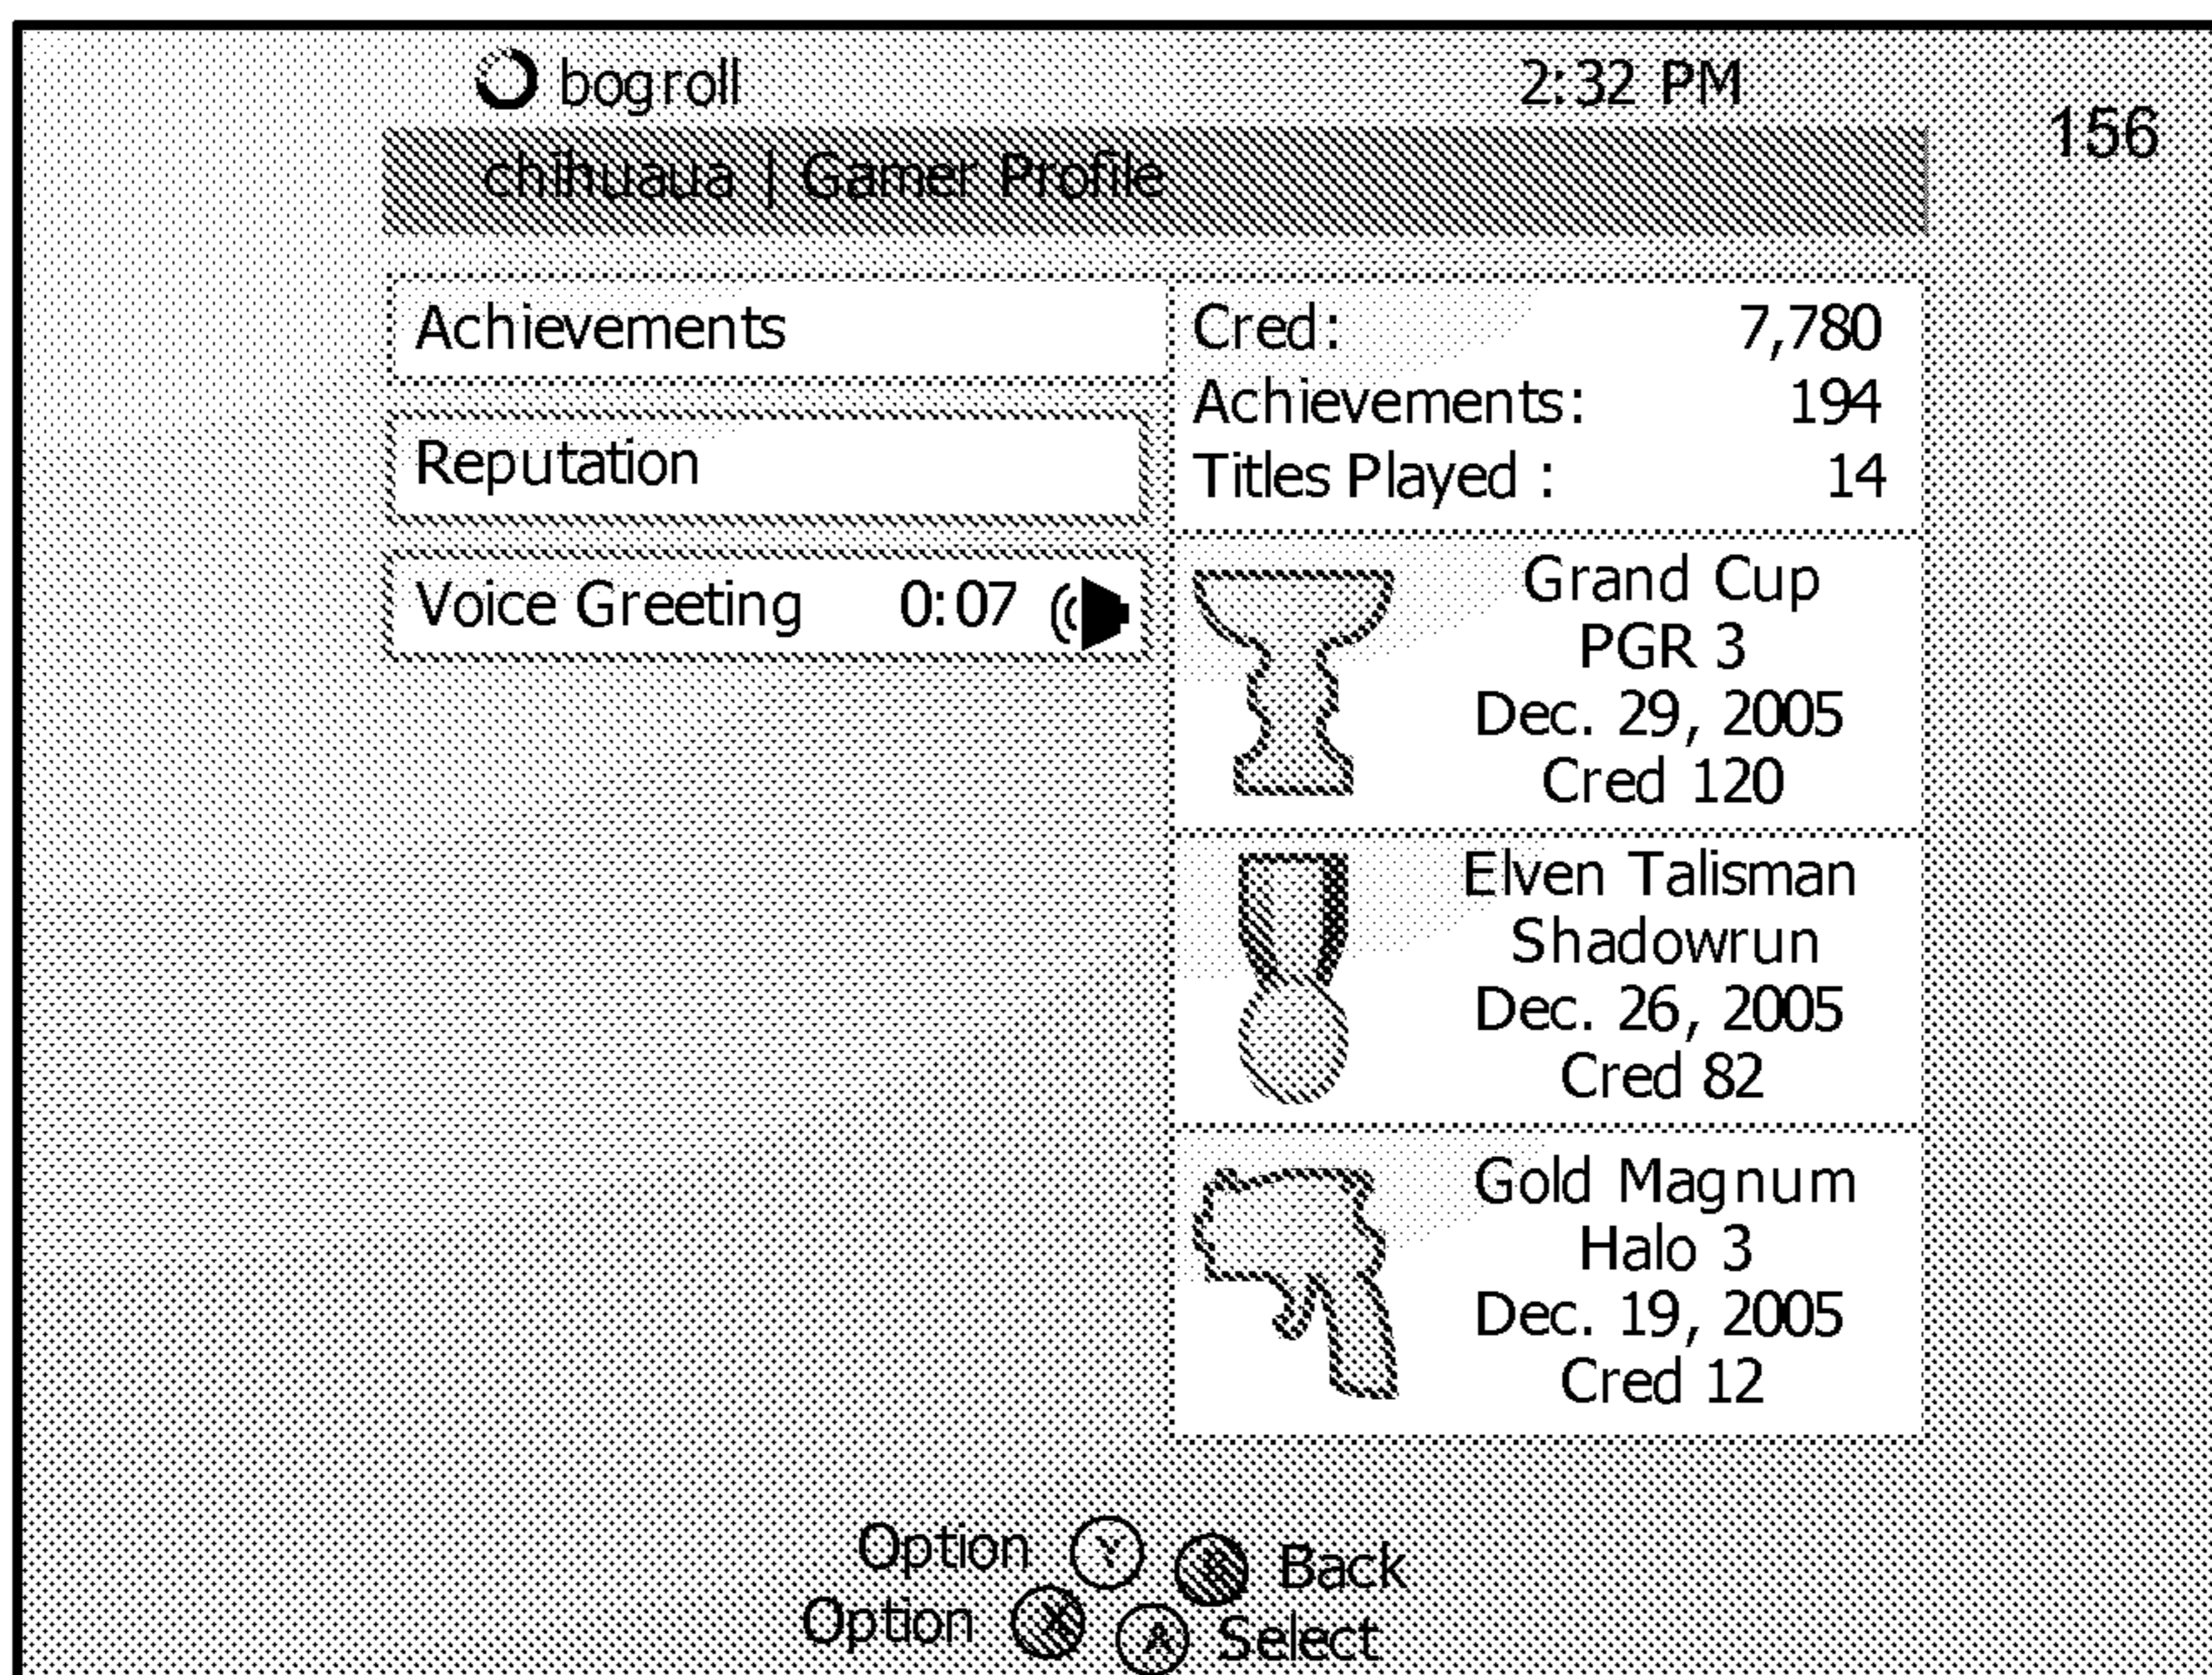 bogroll 2:32 PM
156
chihuaua | Gamer Profile
Achievements
Reputation
Voice Greeting 0:07
Cred: 7,780
Achievements: 194
Titles Played : 14
Grand Cup
PGR 3
Dec. 29, 2005
Cred 120
Elven Talisman
Shadowrun
Dec. 26, 2005
Cred 82
Gold Magnum
Halo 3
Dec. 19, 2005
Cred 12
Option Y Back
Option X A Select